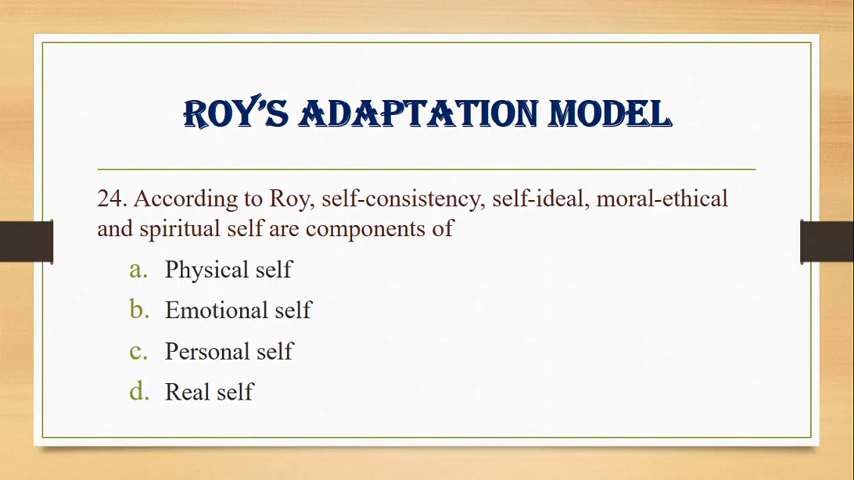 ROY'S ADAPTATION MODEL
24. According to Roy, self-consistency, self-ideal, moral-ethical
and spiritual self are components of
a. Physical self
b. Emotional self
c. Personal self
d. Real self